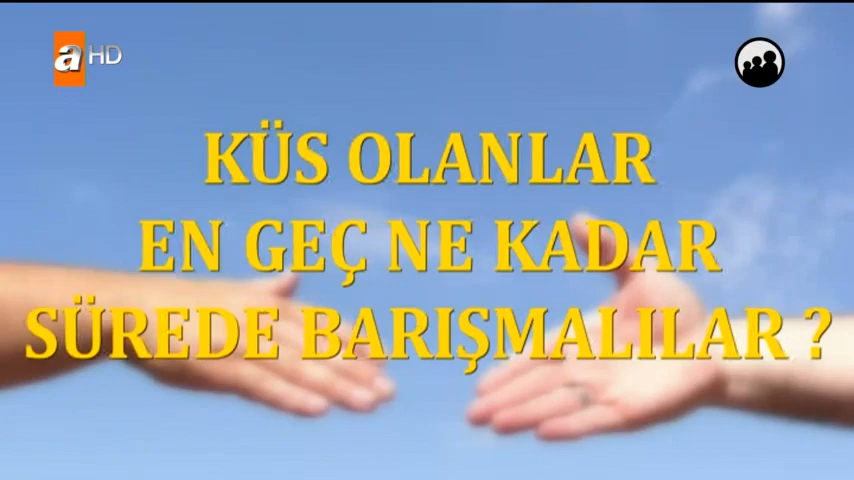 a HD
KÜS OLANLAR
EN GEÇ NE KADAR
SÜREDE BARIŞMALILAR ?